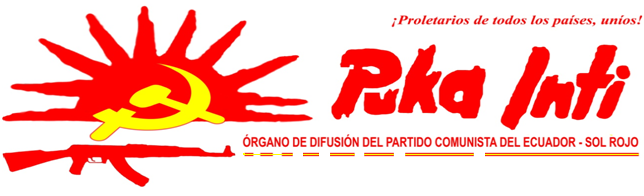 ¡Proletarios de todos los países, uníos!
Puka Inti
ÓRGANO DE DIFUSIÓN DEL PARTIDO COMUNISTA DEL ECUADOR - SOL ROJO